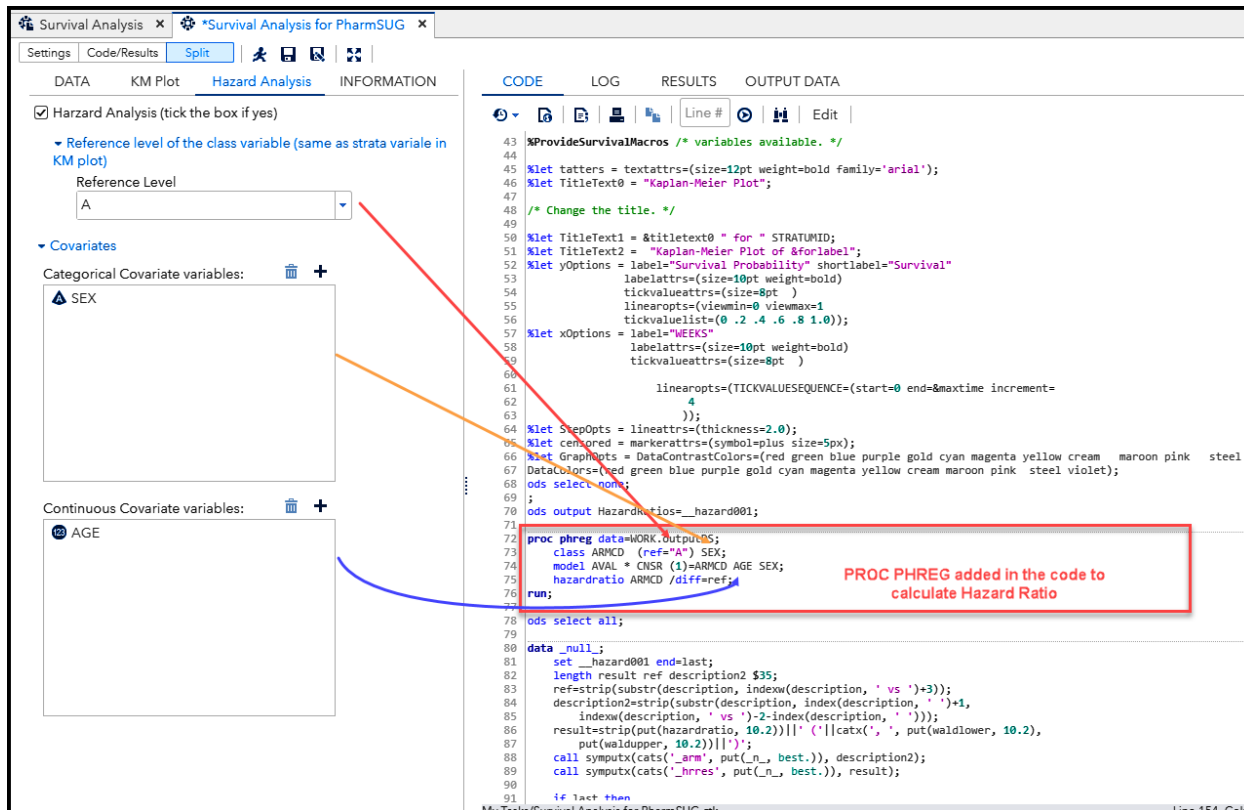 Survival Analysis × *Survival Analysis for PharmSUG ×
Settings Code/Results Split
DATA KM Plot Hazard Analysis INFORMATION
Harzard Analysis (tick the box if yes)
Reference level of the class variable (same as strata variale in
KM plot)
Reference Level
A
Covariates
Categorical Covariate variables:
SEX
Continuous Covariate variables:
AGE
CODE LOG RESULTS OUTPUT DATA
Line # Edit
43 %ProvideSurvivalMacros /* variables available. */
44
45 %let tatters = textattrs=(size=12pt weight=bold family='arial');
46 %let TitleText0 = "Kaplan-Meier Plot";
47
48 /* Change the title. */
49
50 %let TitleText1 = &titletext0 " for " STRATUMID;
51 %let TitleText2 =  "Kaplan-Meier Plot of &forlabel";
52 %let yOptions = label="Survival Probability" shortlabel="Survival"
53 labelattrs=(size=10pt weight=bold)
54 tickvalueattrs=(size=8pt  )
55 linearopts=(viewmin=0 viewmax=1
56 tickvaluelist=(0 .2 .4 .6 .8 1.0));
57 %let xOptions = label="WEEKS"
58 labelattrs=(size=10pt weight=bold)
59 tickvalueattrs=(size=8pt  )
60
61 linearopts=(TICKVALUESEQUENCE=(start=0 end=&maxtime increment=
62 4
63 ));
64 %let StepOpts = lineattrs=(thickness=2.0);
65 %let censored = markerattrs=(symbol=plus size=5px);
66 %let GraphOpts = DataContrastColors=(red green blue purple gold cyan magenta yellow cream   maroon pink   steel
67 DataColors=(red green blue purple gold cyan magenta yellow cream maroon pink  steel violet);
68 ods select none;
69 ;
70 ods output HazardRatios=__hazard001;
71
72 proc phreg data=WORK.outputDS;
73 class ARMCD  (ref="A") SEX;
74 model AVAL * CNSR (1)=ARMCD AGE SEX;
75 hazardratio ARMCD /diff=ref;
76 run;
77
78 ods select all;
79
80 data _null_;
81 set __hazard001 end=last;
82 length result ref description2 $35;
83 ref=strip(substr(description, indexw(description, ' vs ')+3));
84 description2=strip(substr(description, index(description, ' ')+1,
85 indexw(description, ' vs ')-2-index(description, ' ')));
86 result=strip(put(hazardratio, 10.2))||' ('||catx(', ', put(waldlower, 10.2),
87 put(waldupper, 10.2))||')';
88 call symputx(cats('_arm', put(_n_, best.)), description2);
89 call symputx(cats('_hrres', put(_n_, best.)), result);
90
91 if last then
PROC PHREG added in the code to
calculate Hazard Ratio